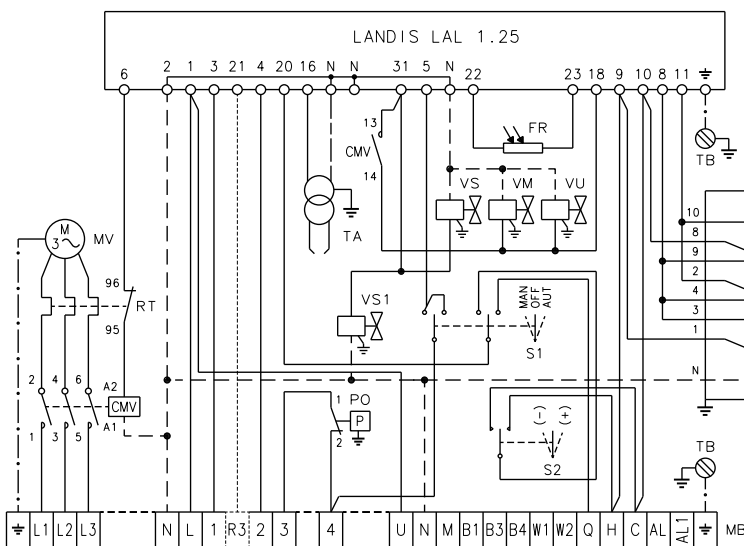 LANDIS LAL 1.25
6 2 1 3 21 4 20 16 N N 31 5 N 22 23 18 9 10 8 11
13
FR
CMV
14
TB
VS VM VU
M
3~
MV
TA
10
8
9
2
4
3
1
N
96
RT
95
VS1
MAN
OFF
AUT
S1
2 4 6 A2
CMV
1 3 5 A1
1 PO
P
2
(-) (+)
S2
TB
L1 L2 L3 N L 1 R3 2 3 4 U N M B1 B3 B4 W1 W2 Q H C AL AL1 MB